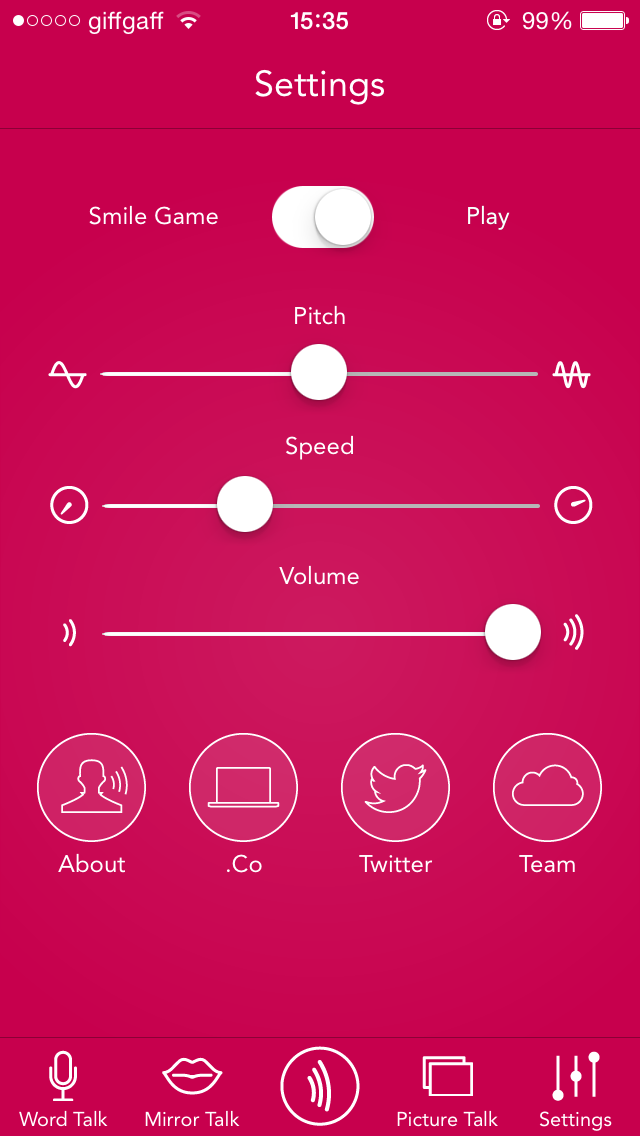 giffgaff 15:35 99%
Settings
Smile Game Play
Pitch
Speed
Volume
About .Co Twitter Team
Word Talk Mirror Talk Picture Talk Settings